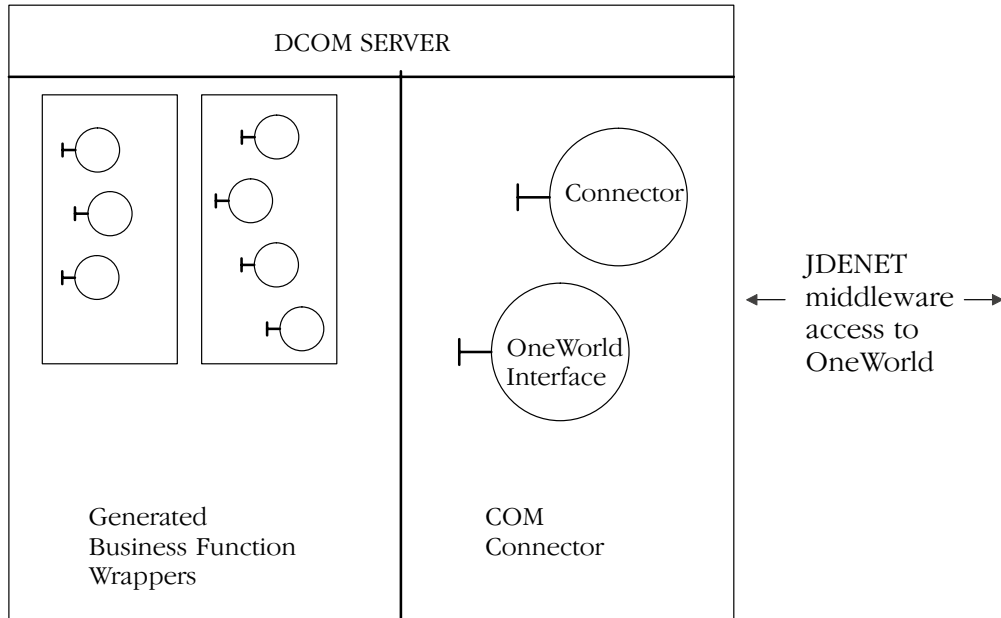 DCOM SERVER
Connector
OneWorld
Interface
JDENET
middleware
access to
OneWorld
Generated
Business Function
Wrappers
COM
Connector